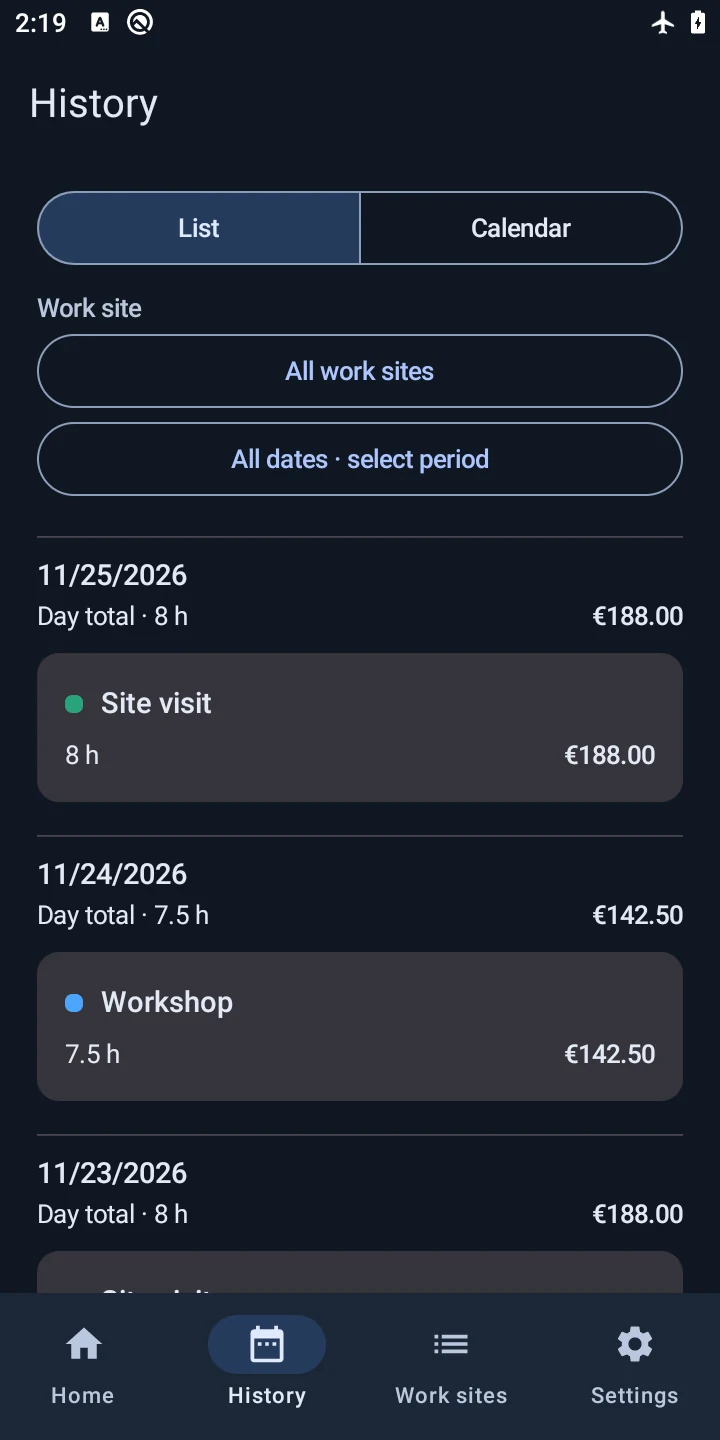 2:19
History
List
Calendar
Work site
All work sites
All dates · select period
11/25/2026
Day total · 8 h
€188.00
Site visit
8 h
€188.00
11/24/2026
Day total · 7.5 h
€142.50
Workshop
7.5 h
€142.50
11/23/2026
Day total · 8 h
€188.00
Home
History
Work sites
Settings